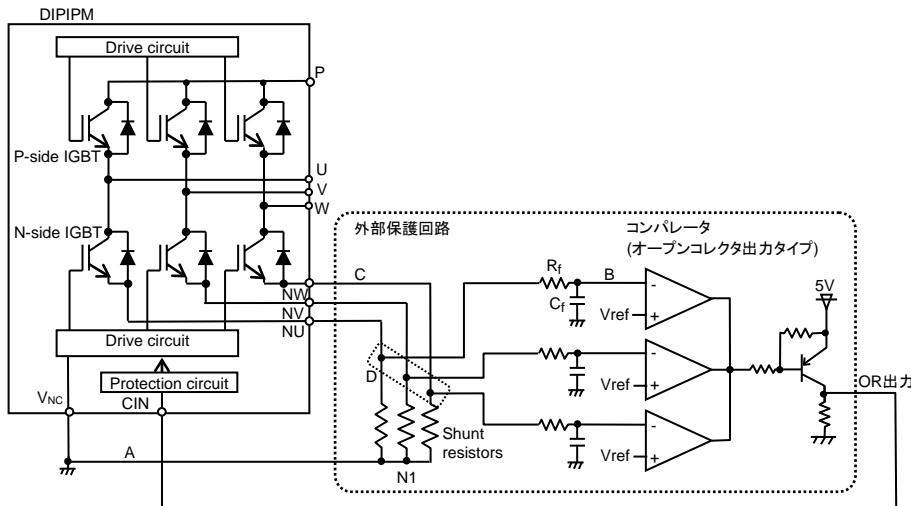 DIPIPM
Drive circuit
P
P-side IGBT
U
V
W
N-side IGBT
外部保護回路
コンパレータ
(オープンコレクタ出力タイプ)
C
Rf
B
5V
NW
Cf
Vref
NV
NU
Drive circuit
Vref
OR出力
D
Protection circuit
VNC
CIN
Shunt
resistors
Vref
A
N1
-
+
-
+
-
+